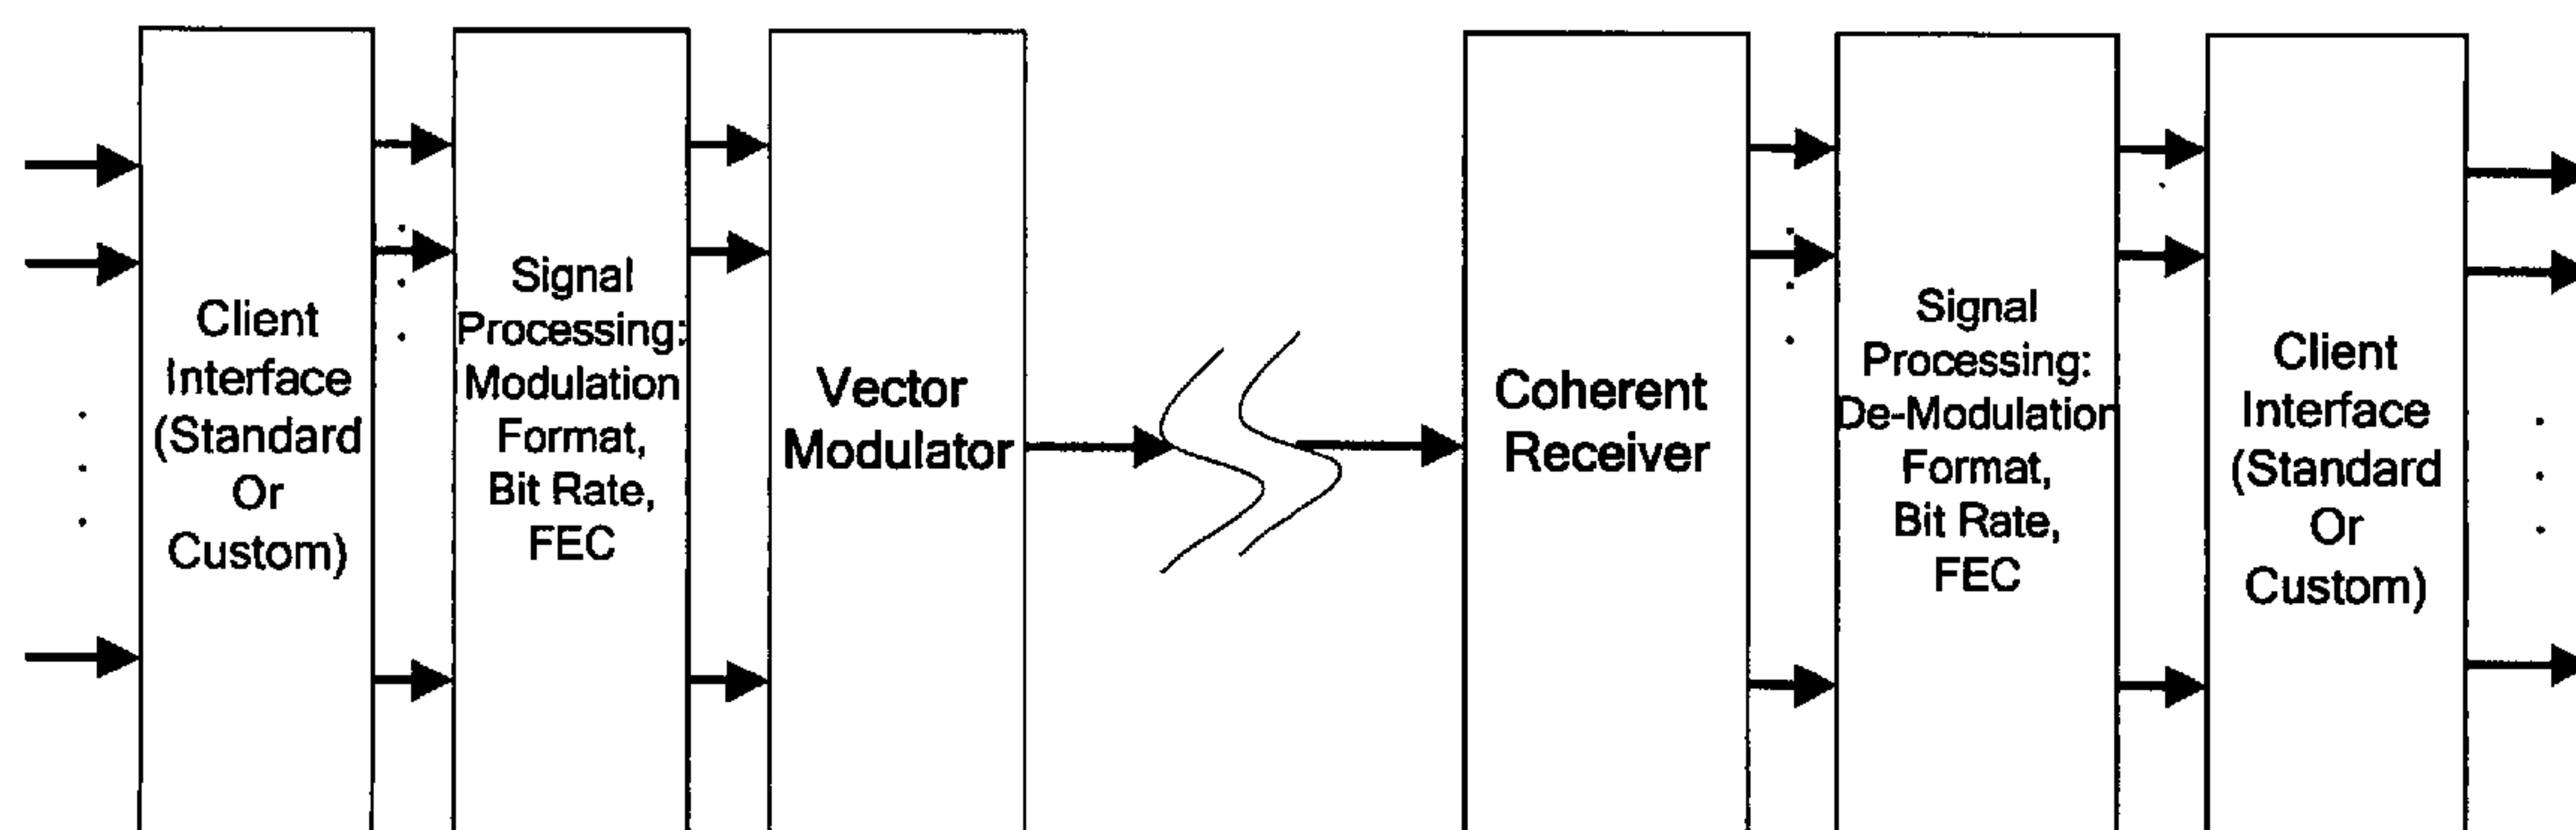 Client
Interface
(Standard
Or
Custom)
Signal
Processing:
Modulation
Format,
Bit Rate,
FEC
Vector
Modulator
Coherent
Receiver
Signal
Processing:
De-Modulation
Format,
Bit Rate,
FEC
Client
Interface
(Standard
Or
Custom)